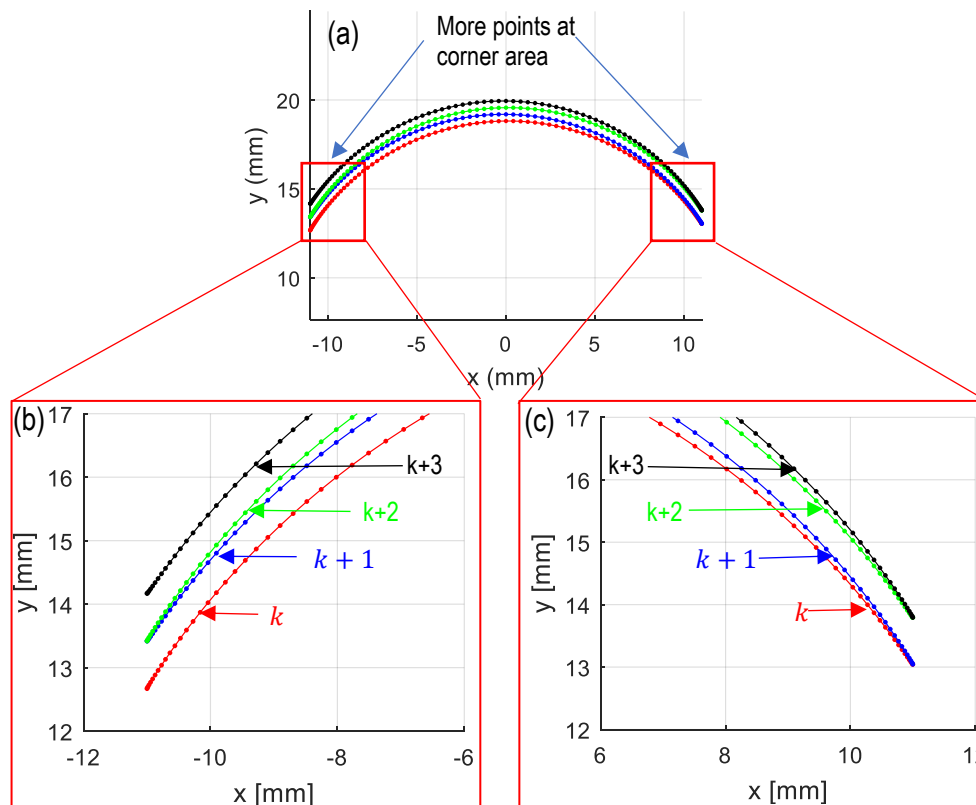 (a)
More points at
corner area
20
15
10
y (mm)
-10 -5 0 5 10
x (mm)
(b)
17
16
15
14
13
12
y [mm]
k+3
k+2
k + 1
k
-12 -10 -8 -6
x [mm]
(c)
17
16
15
14
13
12
y [mm]
k+3
k+2
k + 1
k
6 8 10
x [mm]